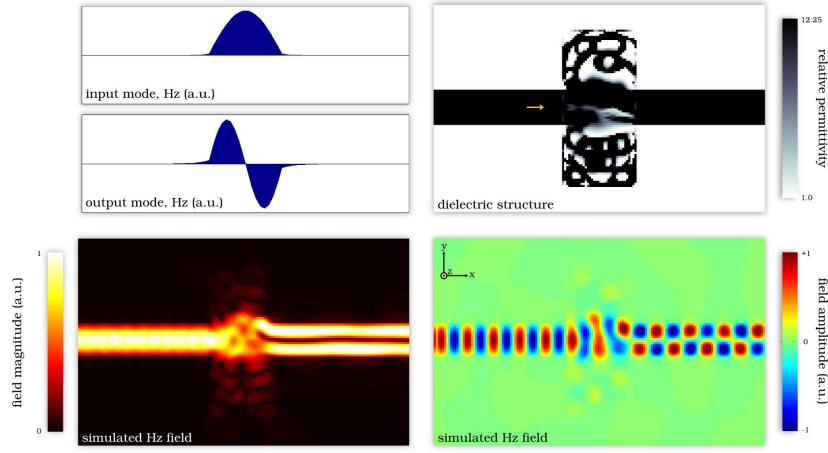 input mode, Hz (a.u.)
output mode, Hz (a.u.)
dielectric structure
12.25
relative permittivity
1.0
field magnitude (a.u.)
1
0
simulated Hz field
y
z
x
simulated Hz field
+1
0
-1
field amplitude (a.u.)